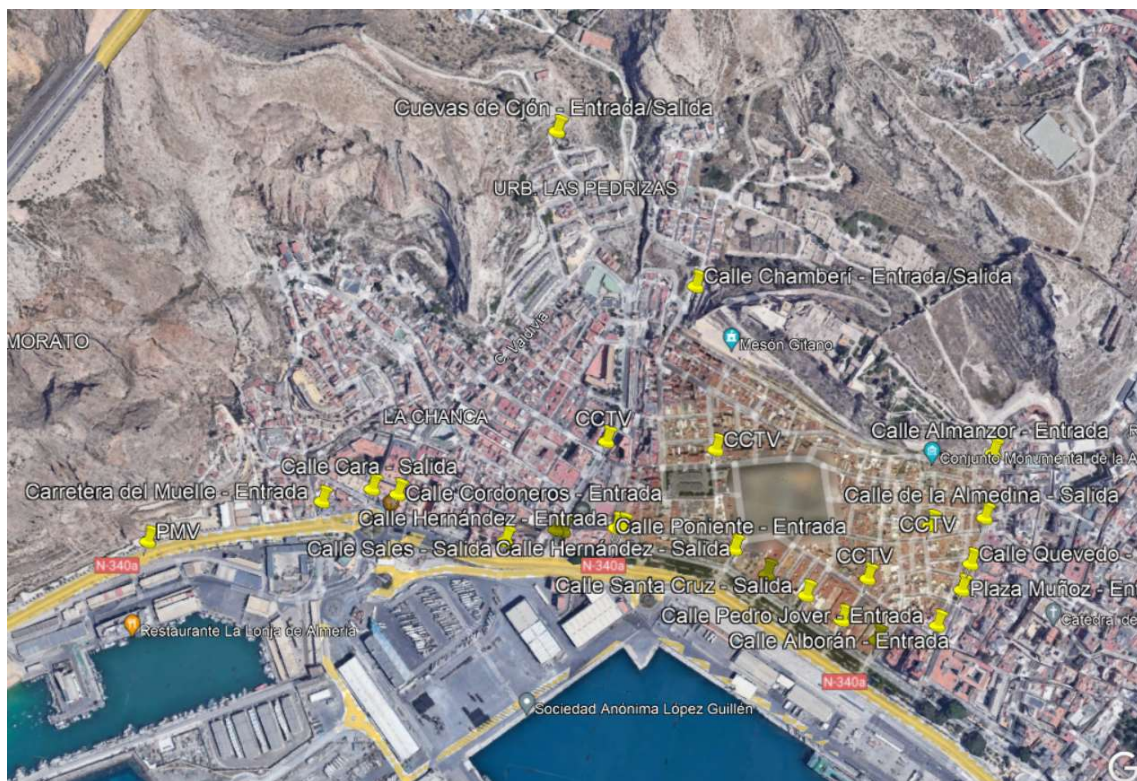 Cuevas de Cjón - Entrada/Salida
URB. LAS PEDRIZAS
Calle Chamberí - Entrada/Salida
MORATO
C. Valdivia
Mesón Gitano
LA CHANCA
CCTV
CCTV
Calle Almanzor - Entrada
Conjunto Monumental de la A
Calle Cara - Salida
Carretera del Muelle - Entrada
Calle Cordoneros - Entrada
Calle de la Almedina - Salida
Calle Hernández - Entrada
Calle Poniente - Entrada
CCTV
PMV
Calle Sales - Salida
Calle Hernández - Salida
CCTV
Calle Quevedo -
N-340a
N-340a
Calle Santa Cruz - Salida
Plaza Muñoz - En
Calle Pedro Jover - Entrada
Catedral de
Restaurante La Lonja de Almería
Calle Alborán - Entrada
N-340a
Sociedad Anónima López Guillén
G